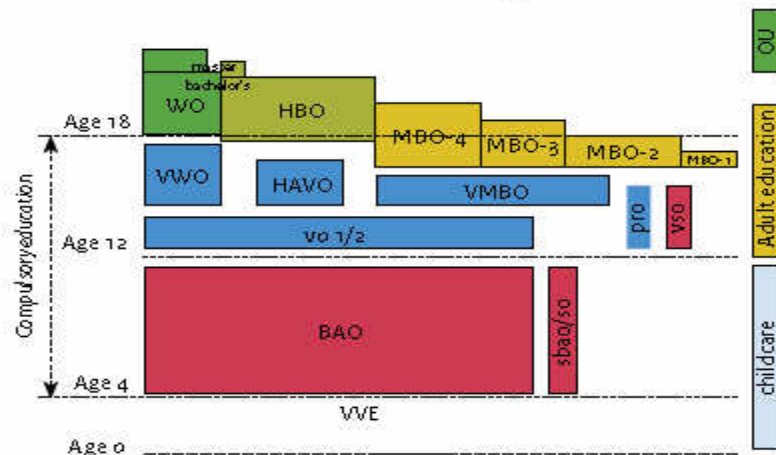 OU
master
bachelor's
WO
HBO
Age 18
MBO-4
MBO-3
MBO-2
MBO-1
Adult education
VWO
HAVO
VMBO
pro
vso
Compulsory education
vo 1/2
Age 12
BAO
sbao/so
childcare
Age 4
VVE
Age 0